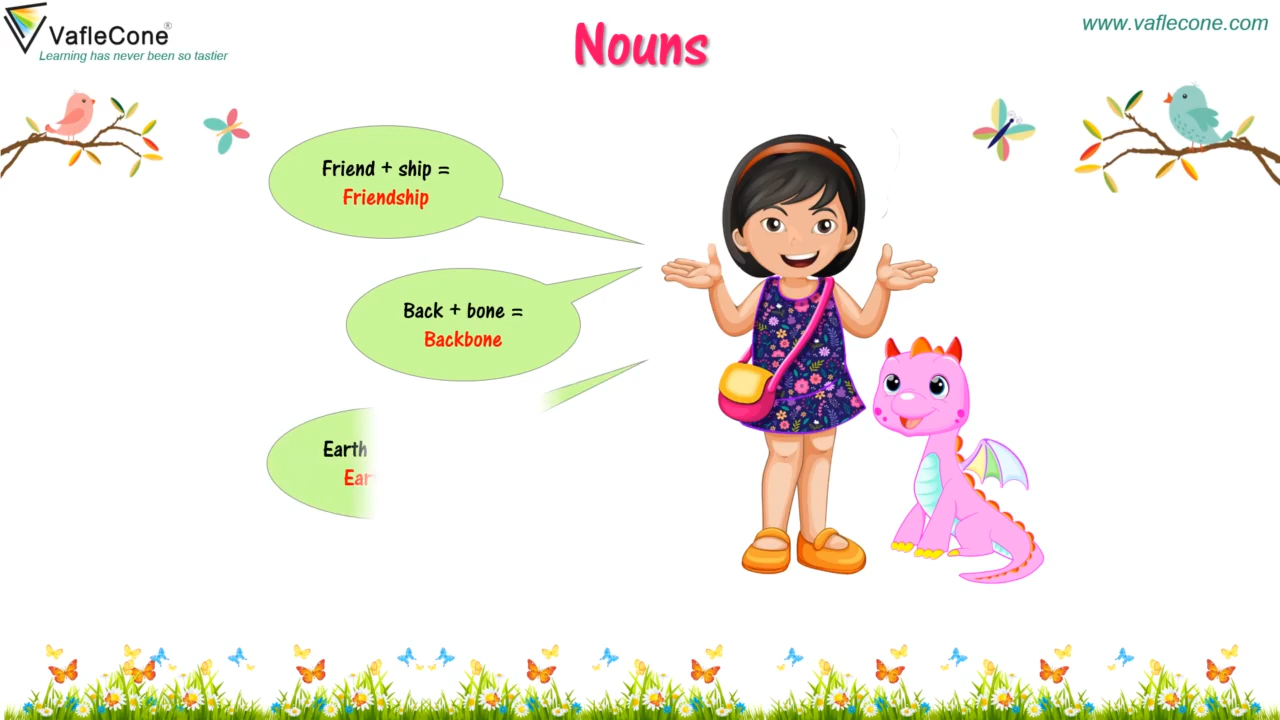 VafleCone®
Learning has never been so tastier
www.vaflecone.com
Nouns
Friend + ship =
Friendship
Back + bone =
Backbone
Earth